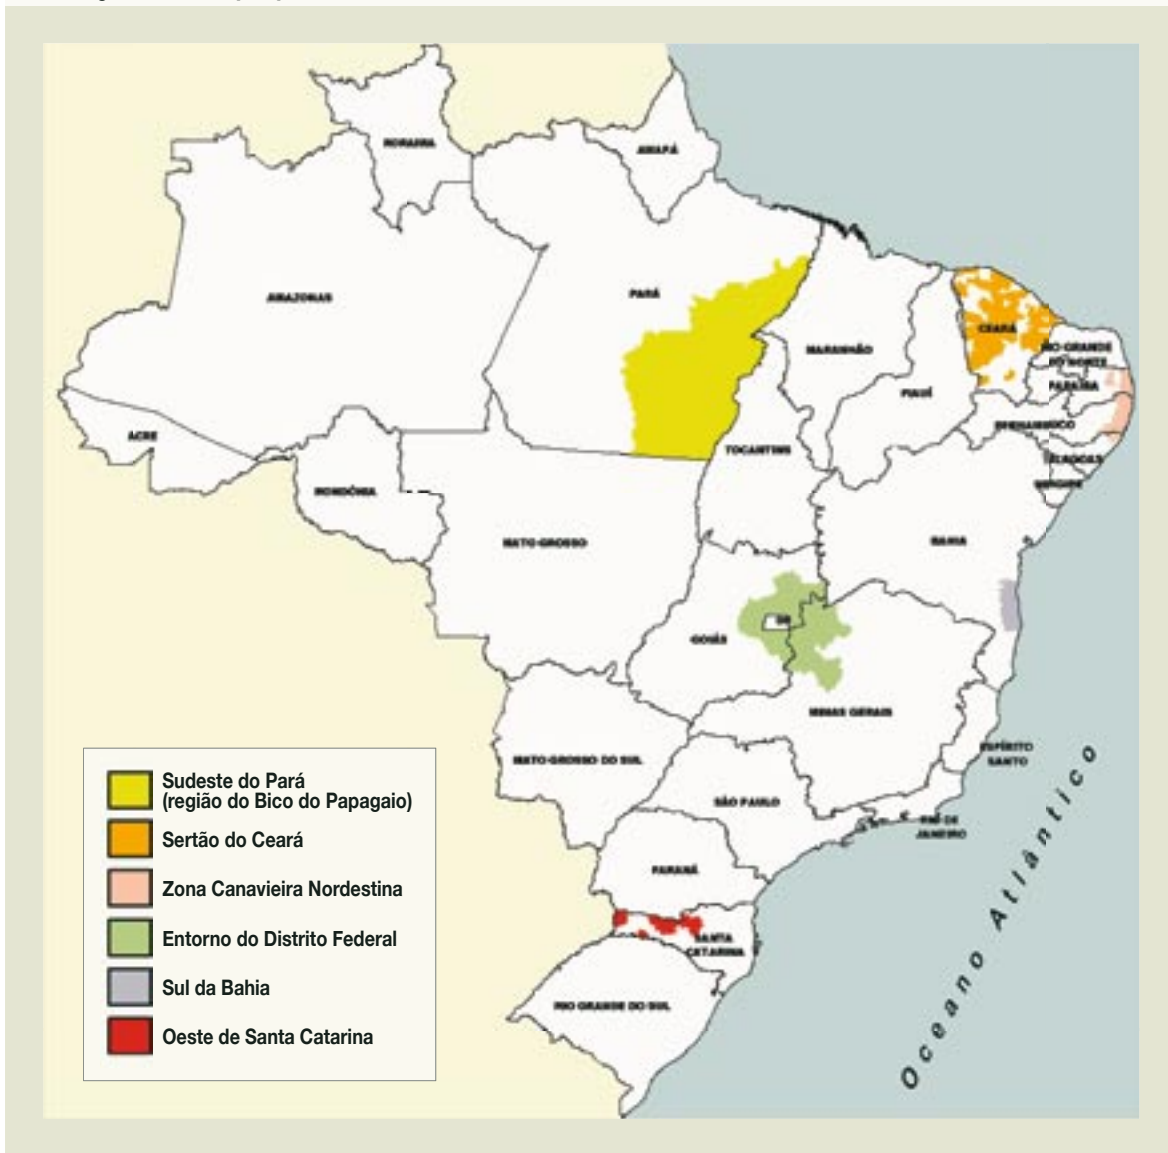 RORAIMA
AMAPÁ
AMAZONAS
PARÁ
CEARÁ
MARANHÃO
RIO GRANDE
DO NORTE
PIAUÍ
PARAÍBA
PERNAMBUCO
ACRE
TOCANTINS
ALAGOAS
SERGIPE
RONDÔNIA
MATO GROSSO
BAHIA
DF
GOIÁS
MINAS GERAIS
ESPÍRITO
SANTO
MATO GROSSO DO SUL
SÃO PAULO
RIO DE
JANEIRO
PARANÁ
SANTA
CATARINA
RIO GRANDE DO SUL
Oceano Atlântico
Sudeste do Pará
(região do Bico do Papagaio)
Sertão do Ceará
Zona Canavieira Nordestina
Entorno do Distrito Federal
Sul da Bahia
Oeste de Santa Catarina